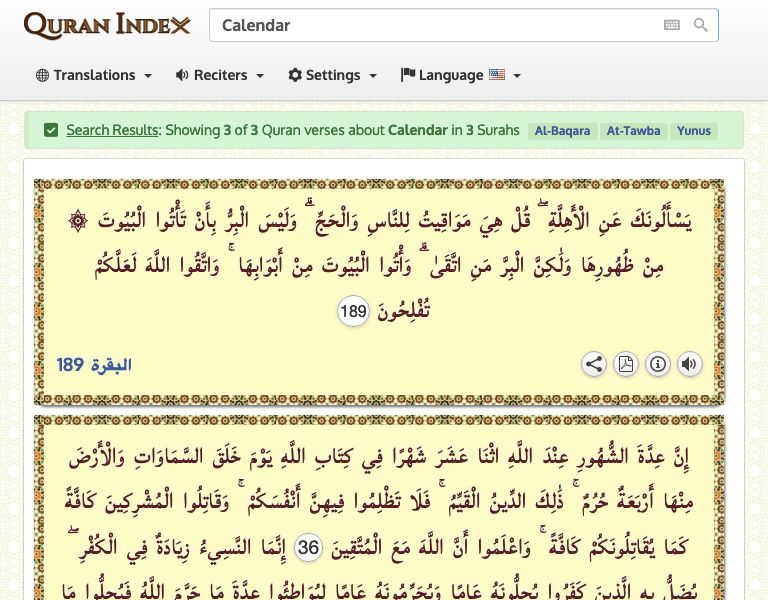 QURAN INDEX
Calendar
Translations
Reciters
Settings
Language
Search Results: Showing 3 of 3 Quran verses about Calendar in 3 Surahs Al-Baqara At-Tawba Yunus
يَسْأَلُونَكَ عَنِ الْأَهِلَّةِ ۖ قُلْ هِيَ مَوَاقِيتُ لِلنَّاسِ وَالْحَجِّ ۗ وَلَيْسَ الْبِرُّ بِأَنْ تَأْتُوا الْبُيُوتَ ۞
مِنْ ظُهُورِهَا وَلَٰكِنَّ الْبِرَّ مَنِ اتَّقَىٰ ۗ وَأْتُوا الْبُيُوتَ مِنْ أَبْوَابِهَا ۚ وَاتَّقُوا اللَّهَ لَعَلَّكُمْ
تُفْلِحُونَ 189
البقرة 189
إِنَّ عِدَّةَ الشُّهُورِ عِنْدَ اللَّهِ اثْنَا عَشَرَ شَهْرًا فِي كِتَابِ اللَّهِ يَوْمَ خَلَقَ السَّمَاوَاتِ وَالْأَرْضَ
مِنْهَا أَرْبَعَةٌ حُرُمٌ ۚ ذَٰلِكَ الدِّينُ الْقَيِّمُ ۚ فَلَا تَظْلِمُوا فِيهِنَّ أَنْفُسَكُمْ ۚ وَقَاتِلُوا الْمُشْرِكِينَ كَافَّةً
كَمَا يُقَاتِلُونَكُمْ كَافَّةً ۚ وَاعْلَمُوا أَنَّ اللَّهَ مَعَ الْمُتَّقِينَ 36 إِنَّمَا النَّسِيءُ زِيَادَةٌ فِي الْكُفْرِ ۖ
يُضَلُّ بِهِ الَّذِينَ كَفَرُوا يُحِلُّونَهُ عَامًا وَيُحَرِّمُونَهُ عَامًا لِيُوَاطِئُوا عِدَّةَ مَا حَرَّمَ اللَّهُ فَيُحِلُّوا مَا